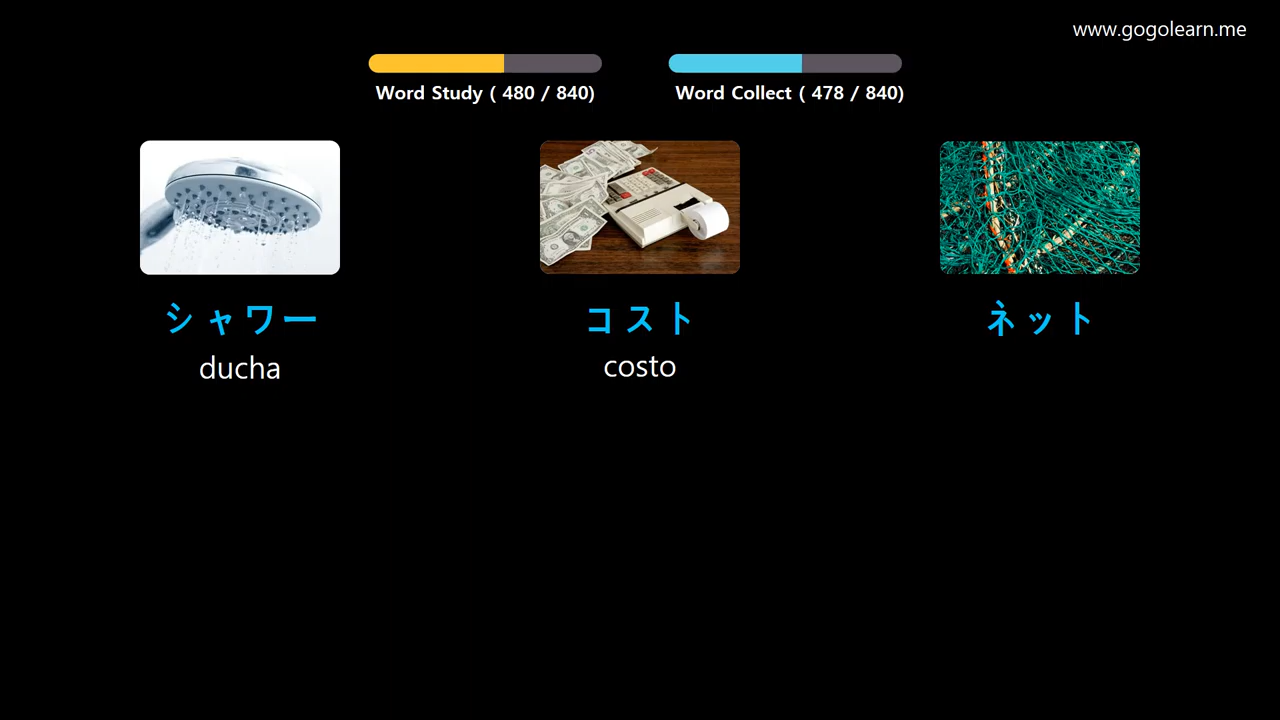 www.gogolearn.me
Word Study ( 480 / 840)
Word Collect ( 478 / 840)
シャワー
コスト
ネット
ducha
costo